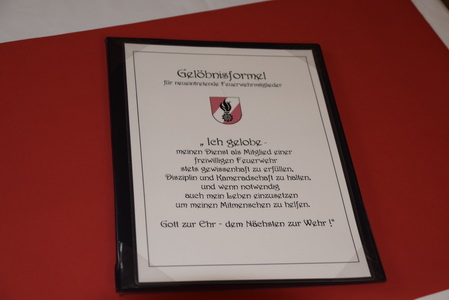 Gelöbnisformel
für neueintretende Feuerwehrmitglieder
„ Ich gelobe -
meinen Dienst als Mitglied einer
freiwilligen Feuerwehr
stets gewissenhaft zu erfüllen,
Disziplin und Kameradschaft zu halten,
und wenn notwendig
auch mein Leben einzusetzen
um meinen Mitmenschen zu helfen.
Gott zur Ehr - dem Nächsten zur Wehr !"